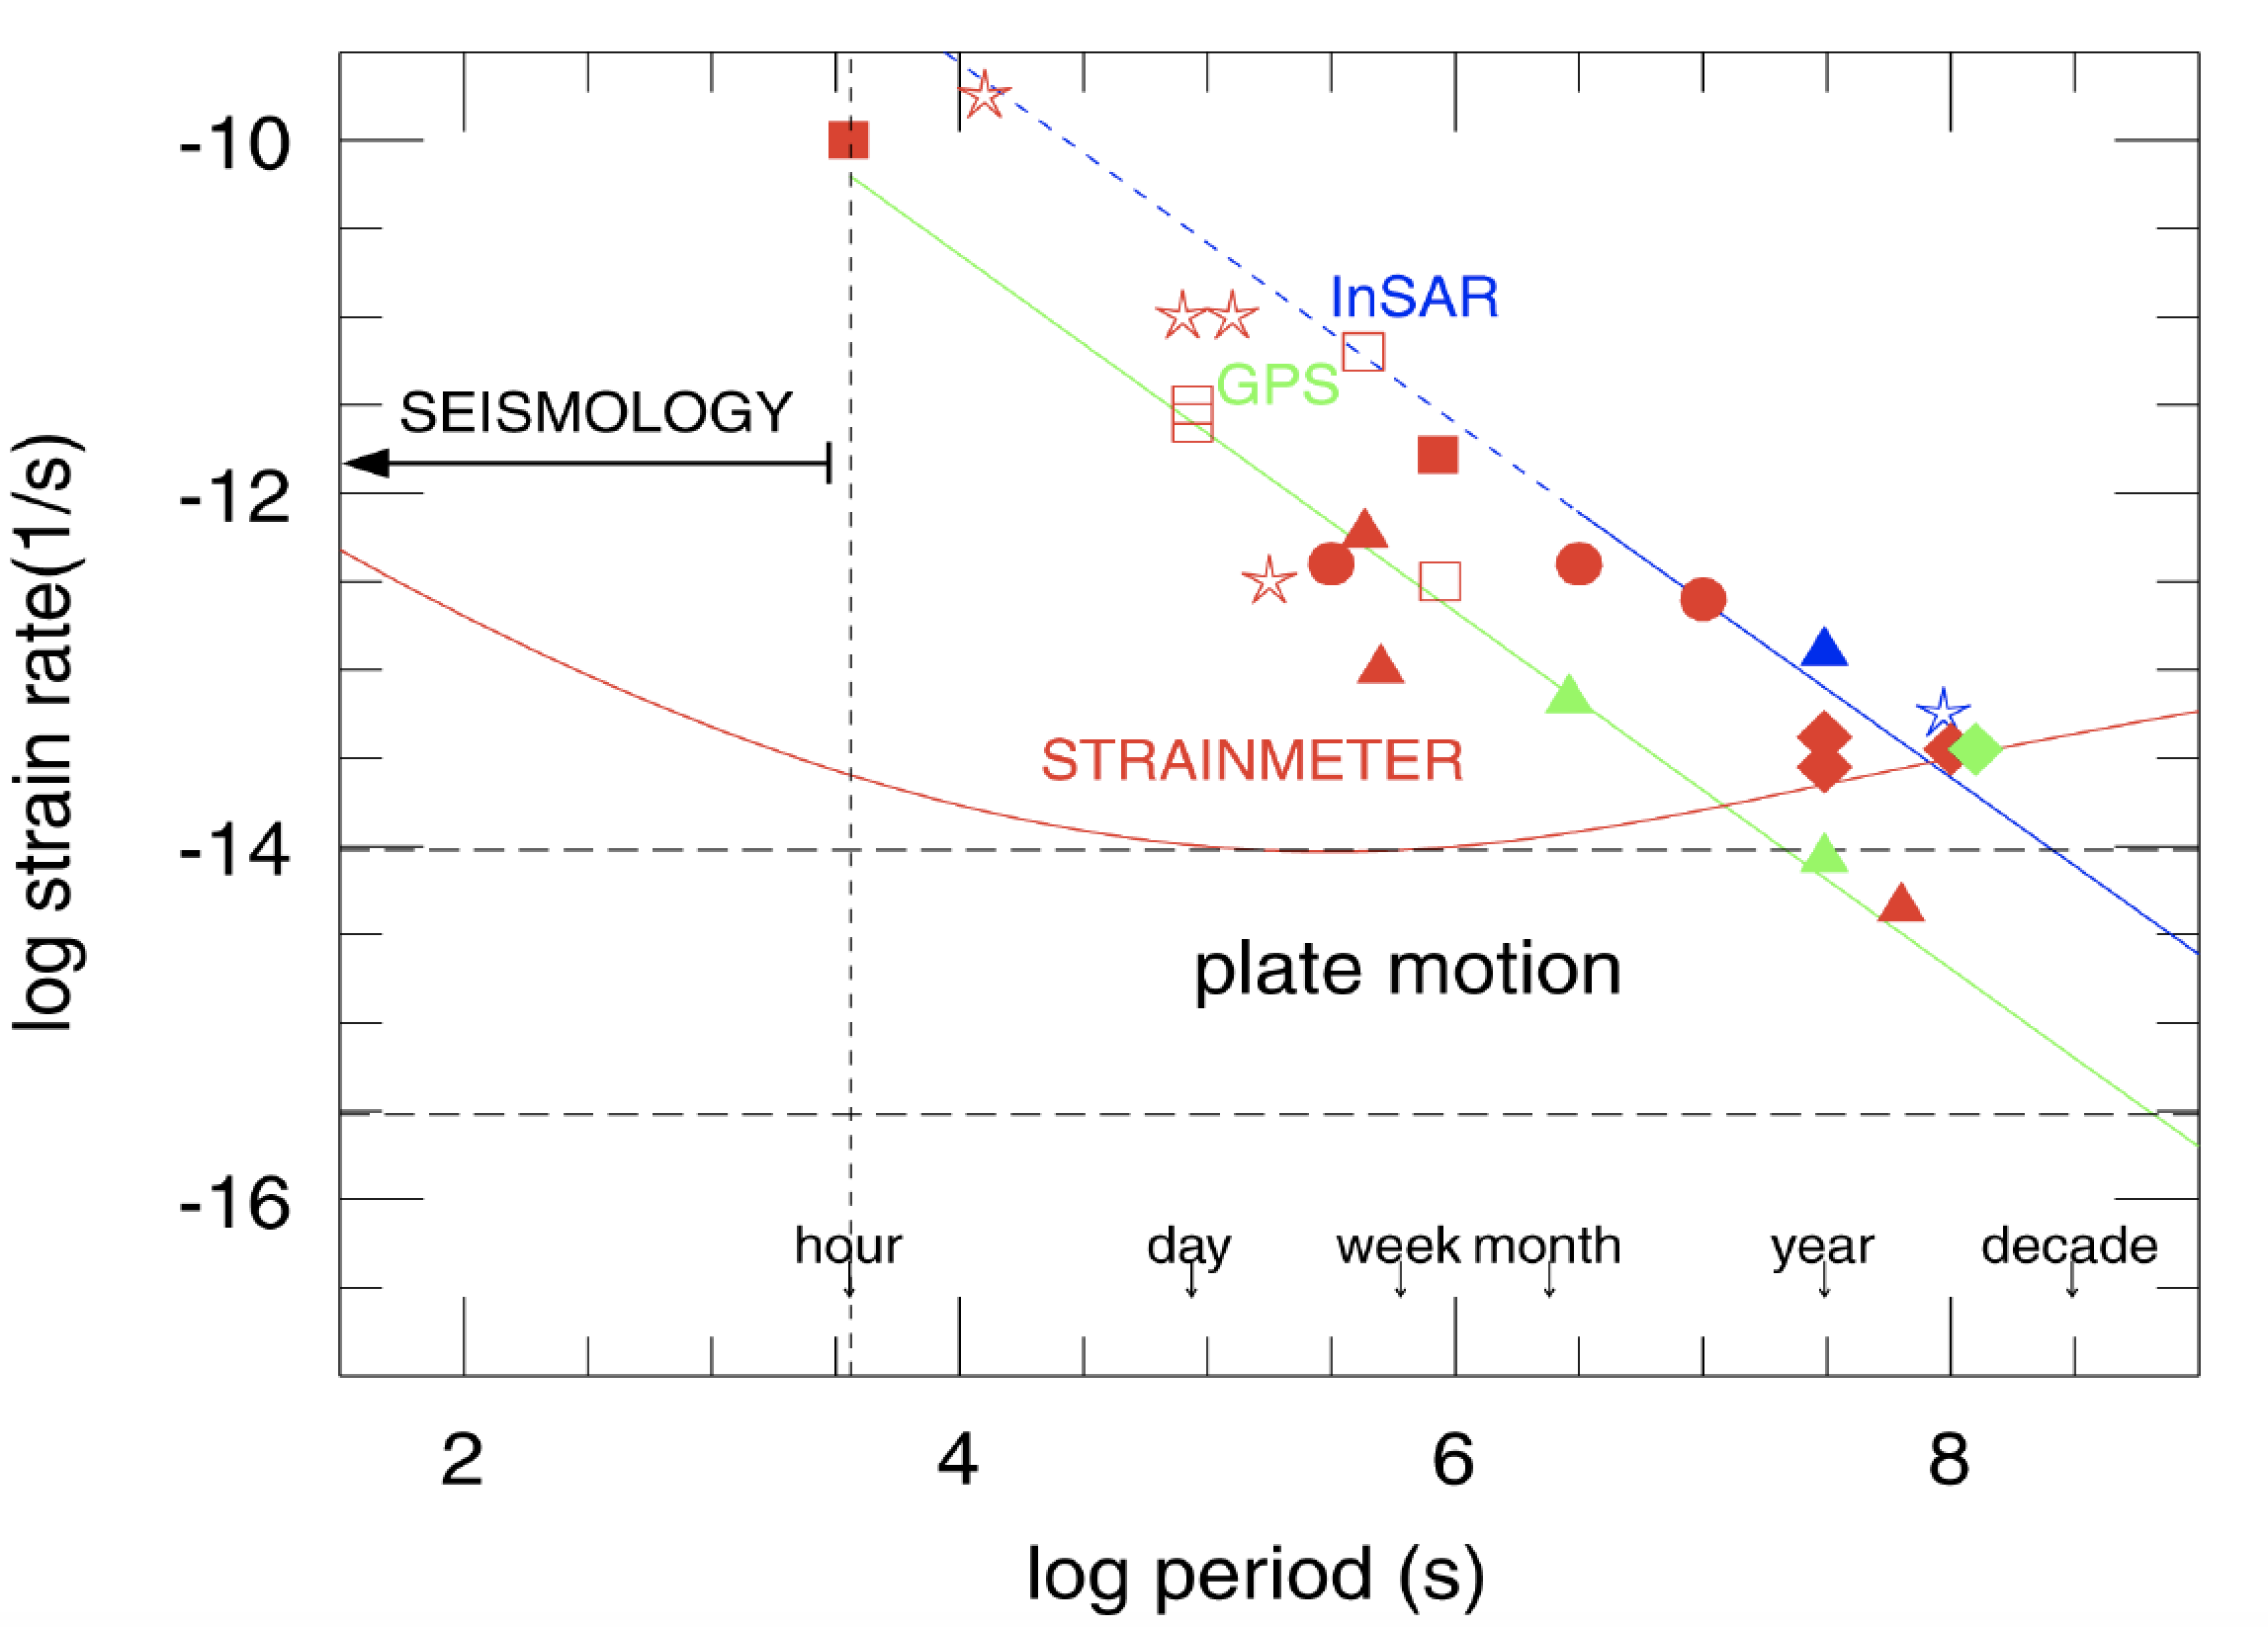 -10
InSAR
GPS
SEISMOLOGY
-12
log strain rate(1/s)
STRAINMETER
-14
plate motion
-16
hour day week month year decade
2 4 6 8
log period (s)